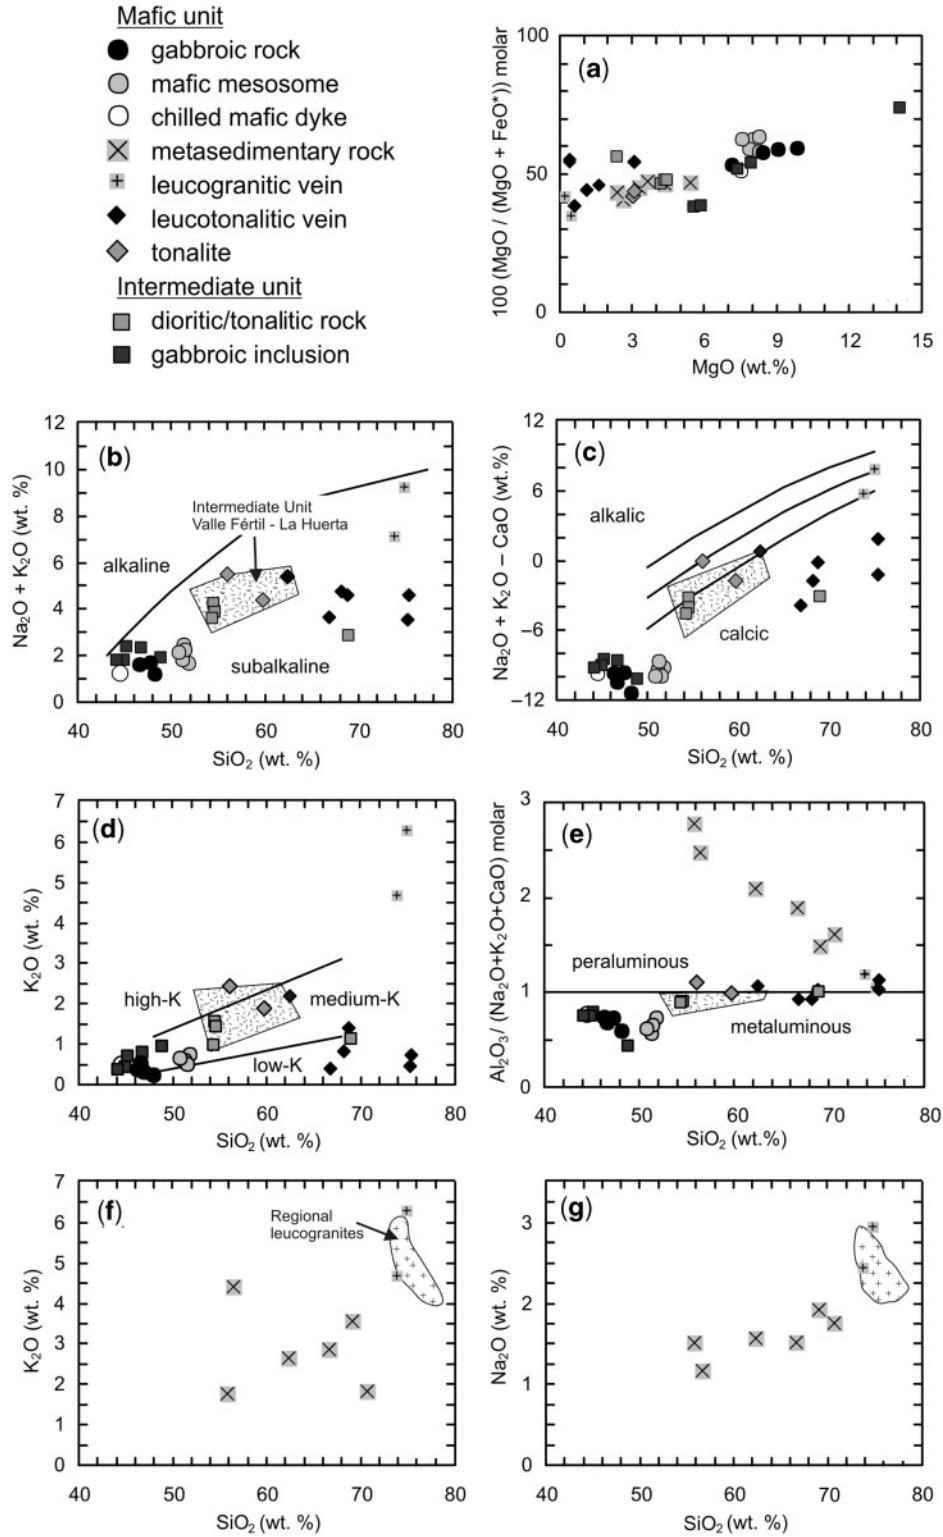 Mafic unit
gabbroic rock
mafic mesosome
chilled mafic dyke
metasedimentary rock
leucogranitic vein
leucotonalitic vein
tonalite
Intermediate unit
dioritic/tonalitic rock
gabbroic inclusion
(a)
100 (MgO / (MgO + FeO*)) molar
100
50
0
0 3 6 9 12 15
MgO (wt.%)
(b)
Na₂O + K₂O (wt. %)
12
10
8
6
4
2
0
Intermediate Unit
Valle Fértil - La Huerta
alkaline
subalkaline
40 50 60 70 80
SiO₂ (wt. %)
(c)
Na₂O + K₂O – CaO (wt.%)
12
6
0
–6
–12
alkalic
calcic
40 50 60 70 80
SiO₂ (wt. %)
(d)
K₂O (wt. %)
7
6
5
4
3
2
1
0
high-K
medium-K
low-K
40 50 60 70 80
SiO₂ (wt. %)
(e)
Al₂O₃ / (Na₂O+K₂O+CaO) molar
3
2
1
0
peraluminous
metaluminous
40 50 60 70 80
SiO₂ (wt.%)
(f)
K₂O (wt. %)
7
6
5
4
3
2
1
0
Regional
leucogranites
40 50 60 70 80
SiO₂ (wt. %)
(g)
Na₂O (wt. %)
3
2
1
0
40 50 60 70 80
SiO₂ (wt. %)